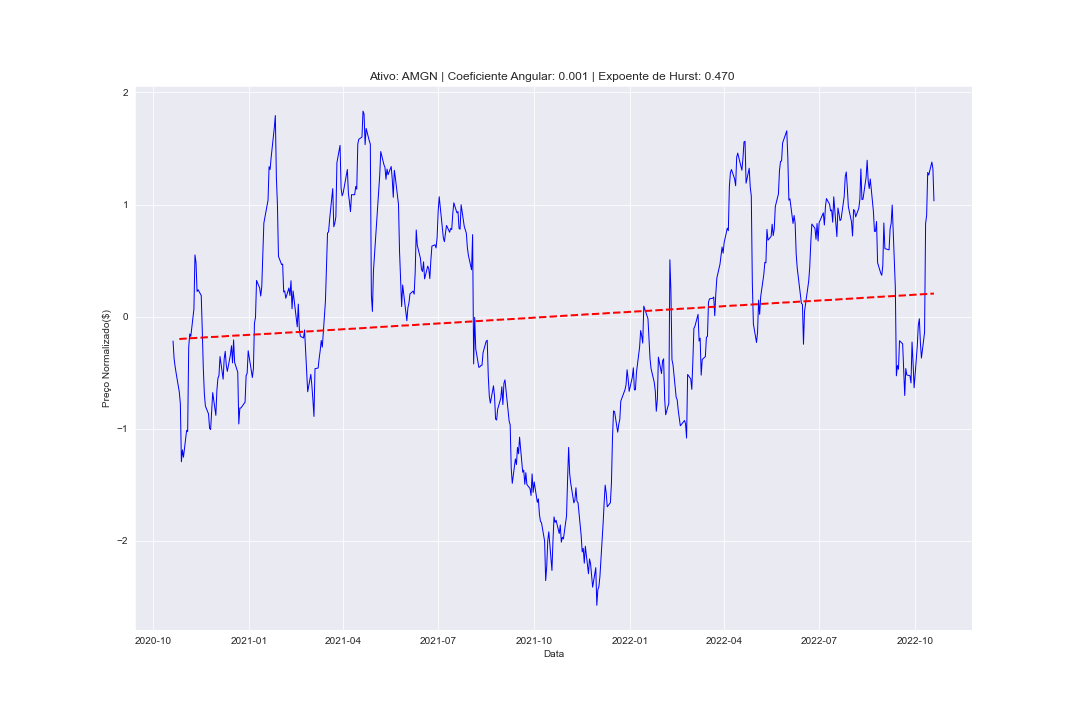 Ativo: AMGN | Coeficiente Angular: 0.001 | Expoente de Hurst: 0.470
2
1
0
−1
−2
Preço Normalizado($)
2020-10 2021-01 2021-04 2021-07 2021-10 2022-01 2022-04 2022-07 2022-10
Data